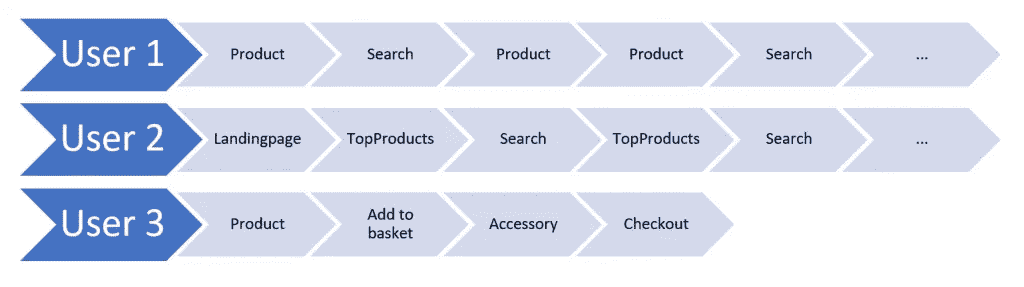 User 1 Product Search Product Product Search ...
User 2 Landingpage TopProducts Search TopProducts Search ...
User 3 Product Add to basket Accessory Checkout